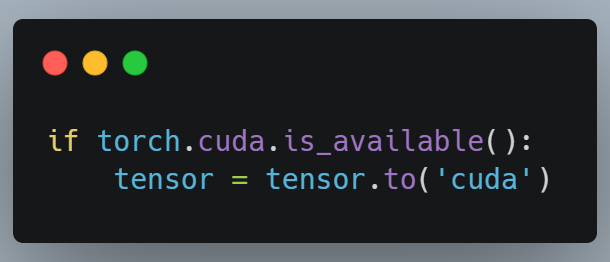 if torch.cuda.is_available():
    tensor = tensor.to('cuda')